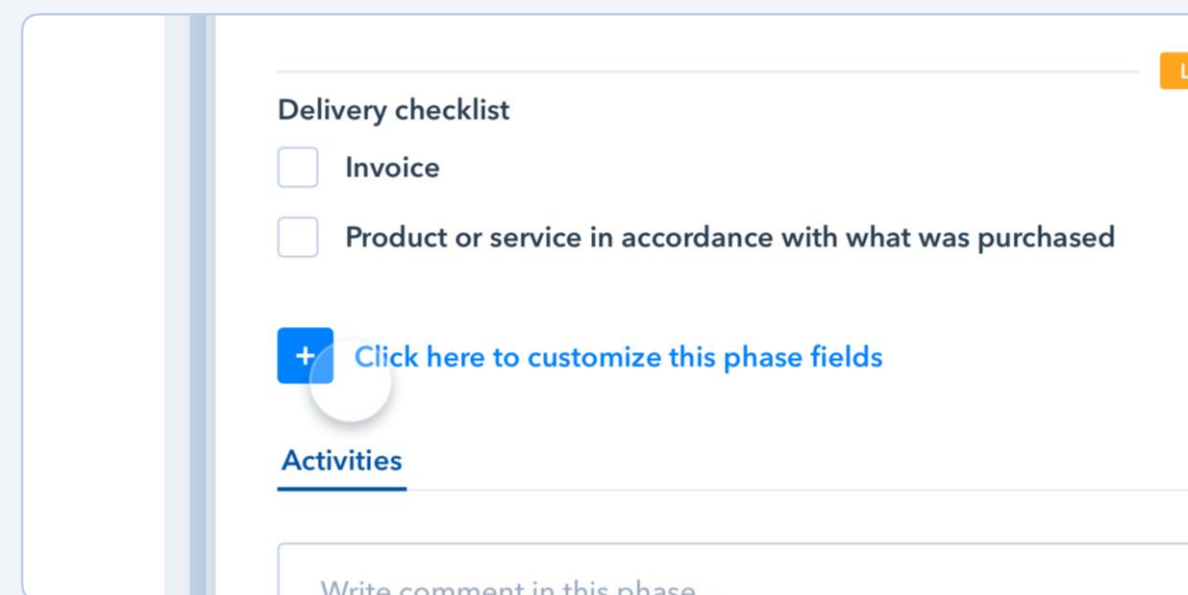 Delivery checklist
Invoice
Product or service in accordance with what was purchased
+ Click here to customize this phase fields
Activities
Write comment in this phase